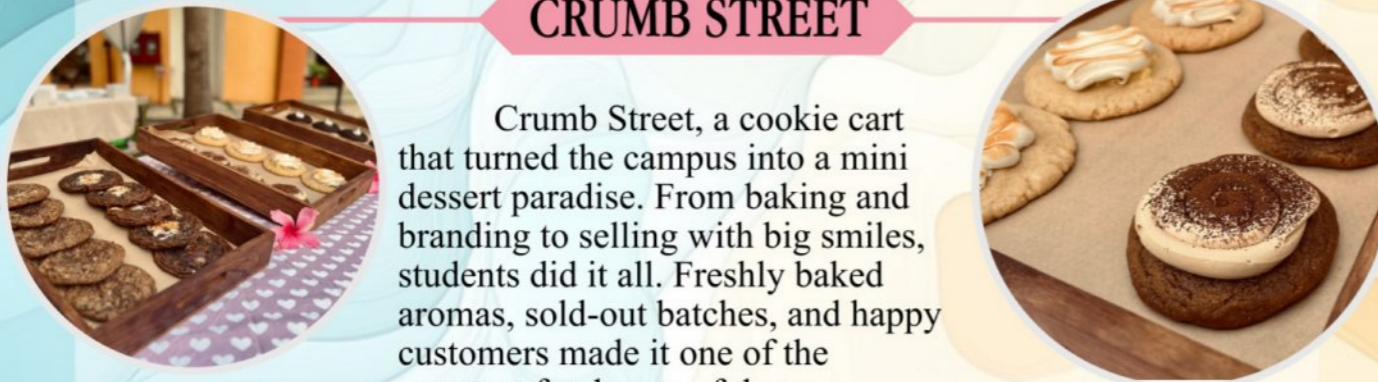 CRUMB STREET
Crumb Street, a cookie cart
that turned the campus into a mini
dessert paradise. From baking and
branding to selling with big smiles,
students did it all. Freshly baked
aromas, sold-out batches, and happy
customers made it one of the